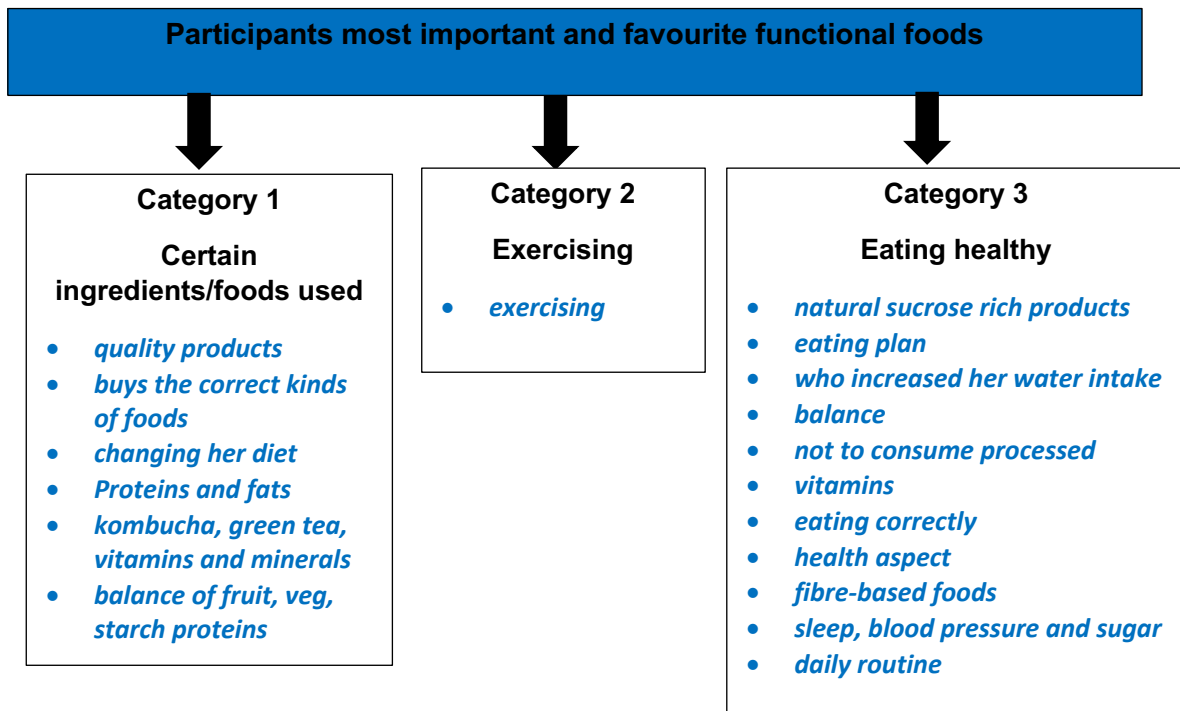 Participants most important and favourite functional foods
Category 1
Certain
ingredients/foods used
• quality products
• buys the correct kinds
of foods
• changing her diet
• Proteins and fats
• kombucha, green tea,
vitamins and minerals
• balance of fruit, veg,
starch proteins
Category 2
Exercising
• exercising
Category 3
Eating healthy
• natural sucrose rich products
• eating plan
• who increased her water intake
• balance
• not to consume processed
• vitamins
• eating correctly
• health aspect
• fibre-based foods
• sleep, blood pressure and sugar
• daily routine